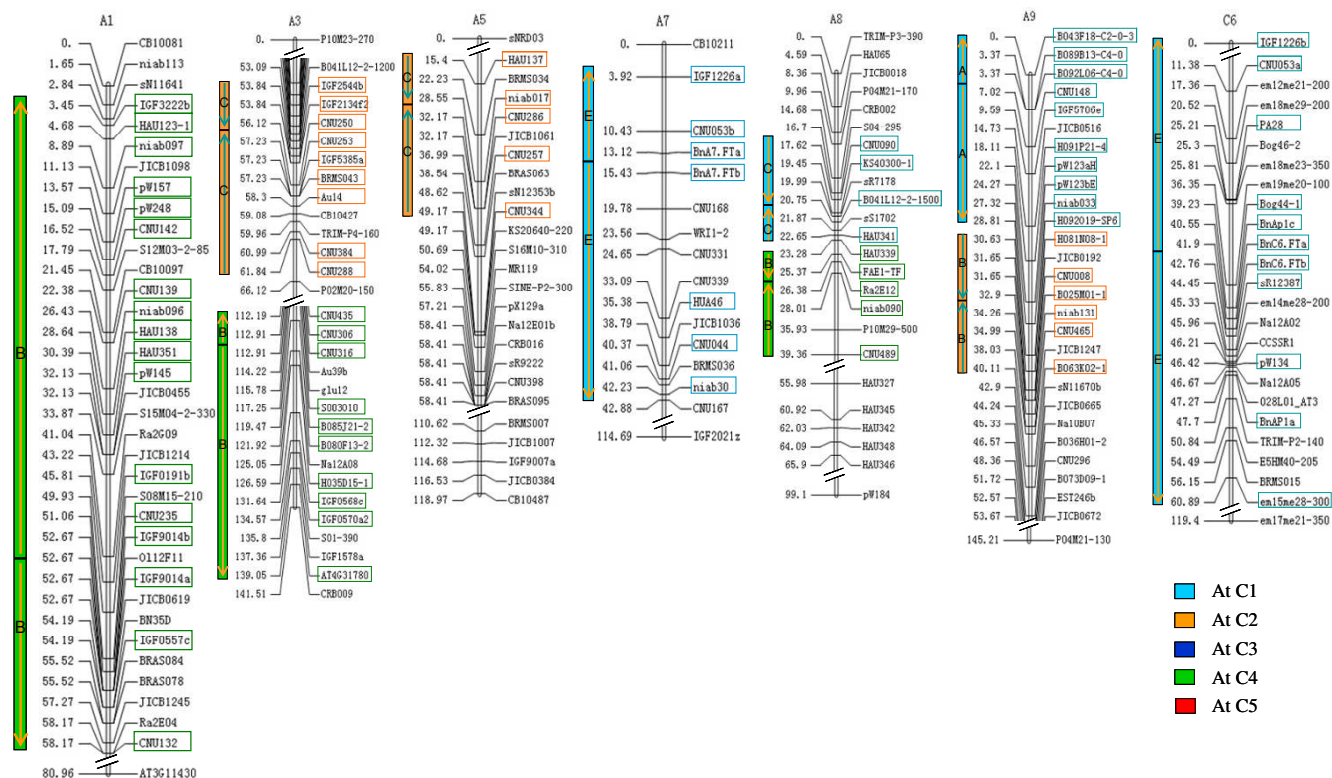 A1
0. CB10081
1.65 niab113
2.84 sN11641
3.45 IGF3222b
4.68 HAU123-1
8.89 niab097
11.13 JICB1098
13.57 pW157
15.09 pW248
16.52 CNU142
17.79 S12M03-2-85
21.45 CB10097
22.38 CNU139
26.43 niab096
28.64 HAU138
30.39 HAU351
32.13 pW145
32.13 JICB0455
33.87 S15M04-2-330
41.04 Ra2G09
43.22 JICB1214
45.81 IGF0191b
49.93 S08M15-210
51.06 CNU235
52.67 IGF9014b
52.67 Ol12F11
52.67 IGF9014a
52.67 JICB0619
54.19 BN35D
54.19 IGF0557c
55.52 BRAS084
55.52 BRAS078
57.27 JICB1245
58.17 Ra2E04
58.17 CNU132
80.96 AT3G11430
B
B
A3
0. P10M23-270
53.09 B041L12-2-1200
53.84 IGF2544b
53.84 IGF2134f2
56.12 CNU250
57.23 CNU253
57.23 IGF5385a
57.23 BRMS043
58.3 Au14
59.08 CB10427
59.96 TRIM-P4-160
60.99 CNU384
61.84 CNU288
66.12 P02M20-150
112.19 CNU435
112.91 CNU306
112.91 CNU316
114.22 Au39b
115.78 glu12
117.25 S003010
119.47 B085J21-2
121.92 B080F13-2
125.05 Na12A08
126.59 H035D15-1
131.64 IGF0568c
134.57 IGF0570a2
135.8 S01-390
137.36 IGF1578a
139.05 AT4G31780
141.51 CRB009
C
C
B
B
A5
0. sNRD03
15.4 HAU137
22.23 BRMS034
28.55 niab017
32.17 CNU286
32.17 JICB1061
36.99 CNU257
38.54 BRAS063
48.62 sN12353b
49.17 CNU344
49.17 KS20640-220
50.69 S16M10-310
54.02 MR119
55.83 SINE-P2-300
57.21 pX129a
58.41 Na12E01b
58.41 CRB016
58.41 sR9222
58.41 CNU398
58.41 BRAS095
110.62 BRMS007
112.32 JICB1007
114.68 IGF9007a
116.53 JICB0384
118.97 CB10487
C
C
A7
0. CB10211
3.92 IGF1226a
10.43 CNU053b
13.12 BnA7.FTa
15.43 BnA7.FTb
19.78 CNU168
23.56 WRI1-2
24.65 CNU331
33.09 CNU339
35.38 HUA46
38.79 JICB1036
40.37 CNU044
41.06 BRMS036
42.23 niab30
42.88 CNU167
114.69 IGF2021z
E
E
A8
0. TRIM-P3-390
4.59 HAU65
8.36 JICB0018
9.96 P04M21-170
14.68 CRB002
16.7 S04 295
17.62 CNU090
19.45 KS40300-1
19.99 sR7178
20.75 B041L12-2-1500
21.87 sS1702
22.65 HAU341
23.28 HAU339
25.37 FAE1-TF
26.38 Ra2E12
28.01 niab090
35.93 P10M29-500
39.36 CNU489
55.98 HAU327
60.92 HAU345
62.03 HAU342
64.09 HAU348
65.9 HAU346
99.1 pW184
C
C
B
B
A9
0. B043F18-C2-0-3
3.37 B089B13-C4-0
3.37 B092L06-C4-0
7.02 CNU148
9.59 IGF5706e
14.73 JICB0516
18.11 H091P21-4
22.1 pW123aH
24.27 pW123bE
27.32 niab033
28.81 H092019-SP6
30.63 H081N08-1
31.65 JICB0192
31.65 CNU008
32.9 B025M01-1
34.26 niab131
34.99 CNU465
38.03 JICB1247
40.11 B063K02-1
42.9 sN11670b
44.24 JICB0665
45.33 Na10B07
46.57 B036H01-2
48.36 CNU296
51.72 B073D09-1
52.57 EST246b
53.67 JICB0672
145.21 P04M21-130
A
A
B
B
C6
0. IGF1226b
11.38 CNU053a
17.36 em12me21-200
20.52 em18me29-200
25.21 PA28
25.3 Bog46-2
25.81 em18me23-350
36.35 em19me20-100
39.23 Bog44-1
40.55 BnAp1c
41.9 BnC6.FTa
42.76 BnC6.FTb
44.18 sR12387
45.33 em14me28-200
45.96 Na12A02
46.21 CCSSR1
46.42 pW134
46.67 Na12A05
47.27 028L01_AT3
47.7 BnAP1a
50.84 TRIM-P2-140
54.49 E5HM40-205
56.15 BRMS015
60.89 em15me28-300
119.4 em17me21-350
E
E
At C1
At C2
At C3
At C4
At C5